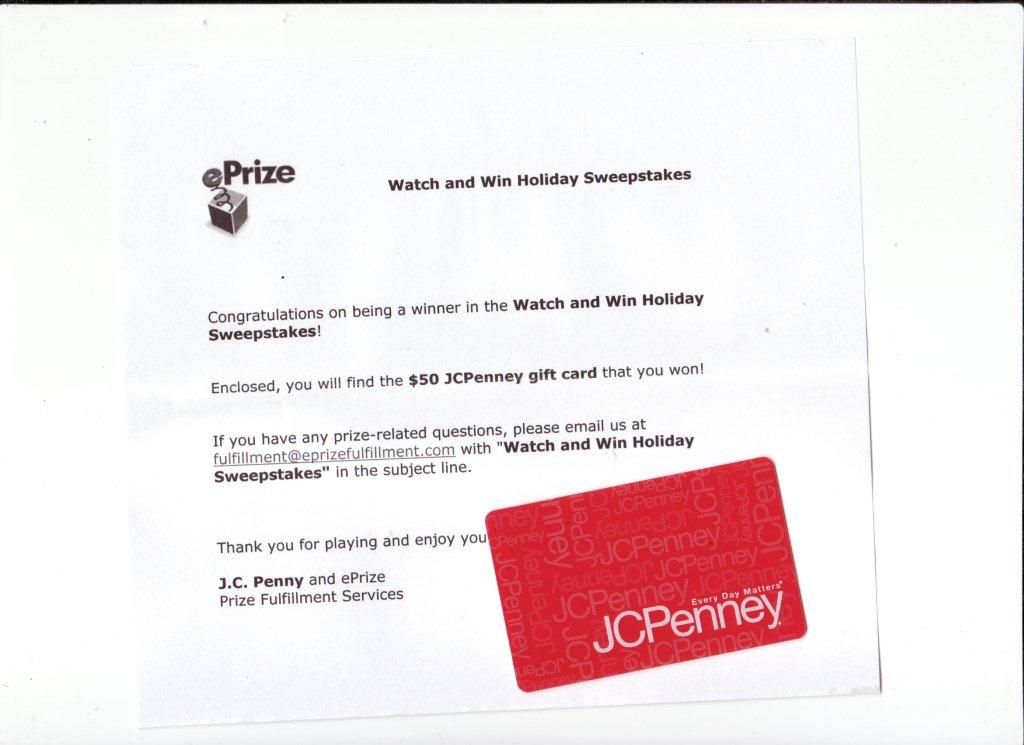 ePrize
Watch and Win Holiday Sweepstakes
Congratulations on being a winner in the Watch and Win Holiday
Sweepstakes!
Enclosed, you will find the $50 JCPenney gift card that you won!
If you have any prize-related questions, please email us at
fulfillment@eprizefulfillment.com with "Watch and Win Holiday
Sweepstakes" in the subject line.
Thank you for playing and enjoy you
J.C. Penny and ePrize
Prize Fulfillment Services
Every Day Matters®
JCPenney